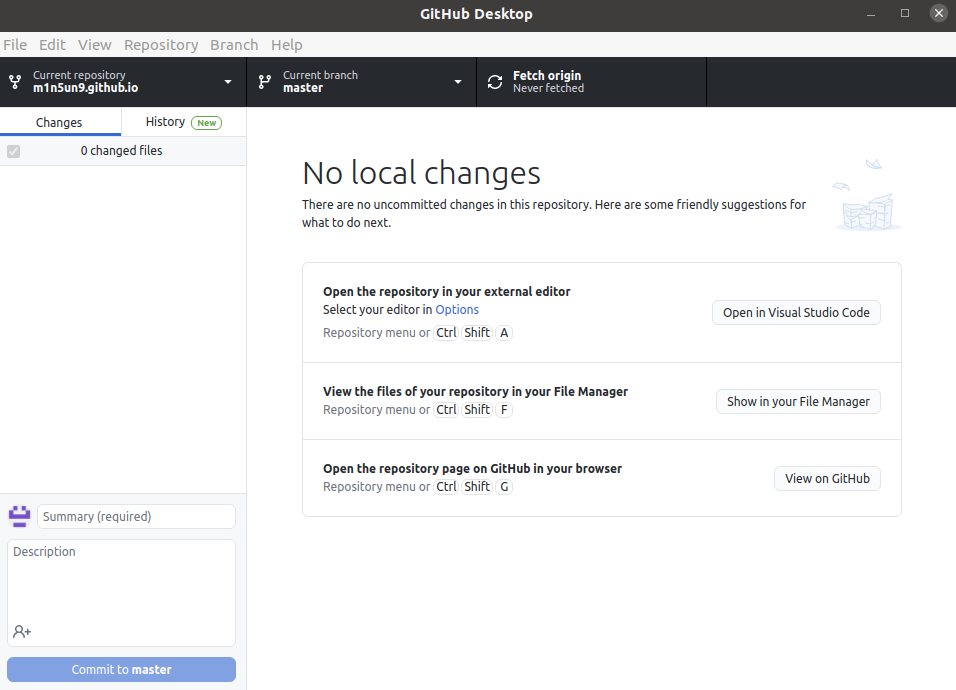 GitHub Desktop
File Edit View Repository Branch Help
Current repository
m1n5un9.github.io
Current branch
master
Fetch origin
Never fetched
Changes
History New
0 changed files
No local changes
There are no uncommitted changes in this repository. Here are some friendly suggestions for
what to do next.
Open the repository in your external editor
Select your editor in Options
Repository menu or Ctrl Shift A
Open in Visual Studio Code
View the files of your repository in your File Manager
Repository menu or Ctrl Shift F
Show in your File Manager
Open the repository page on GitHub in your browser
Repository menu or Ctrl Shift G
View on GitHub
Summary (required)
Description
Commit to master